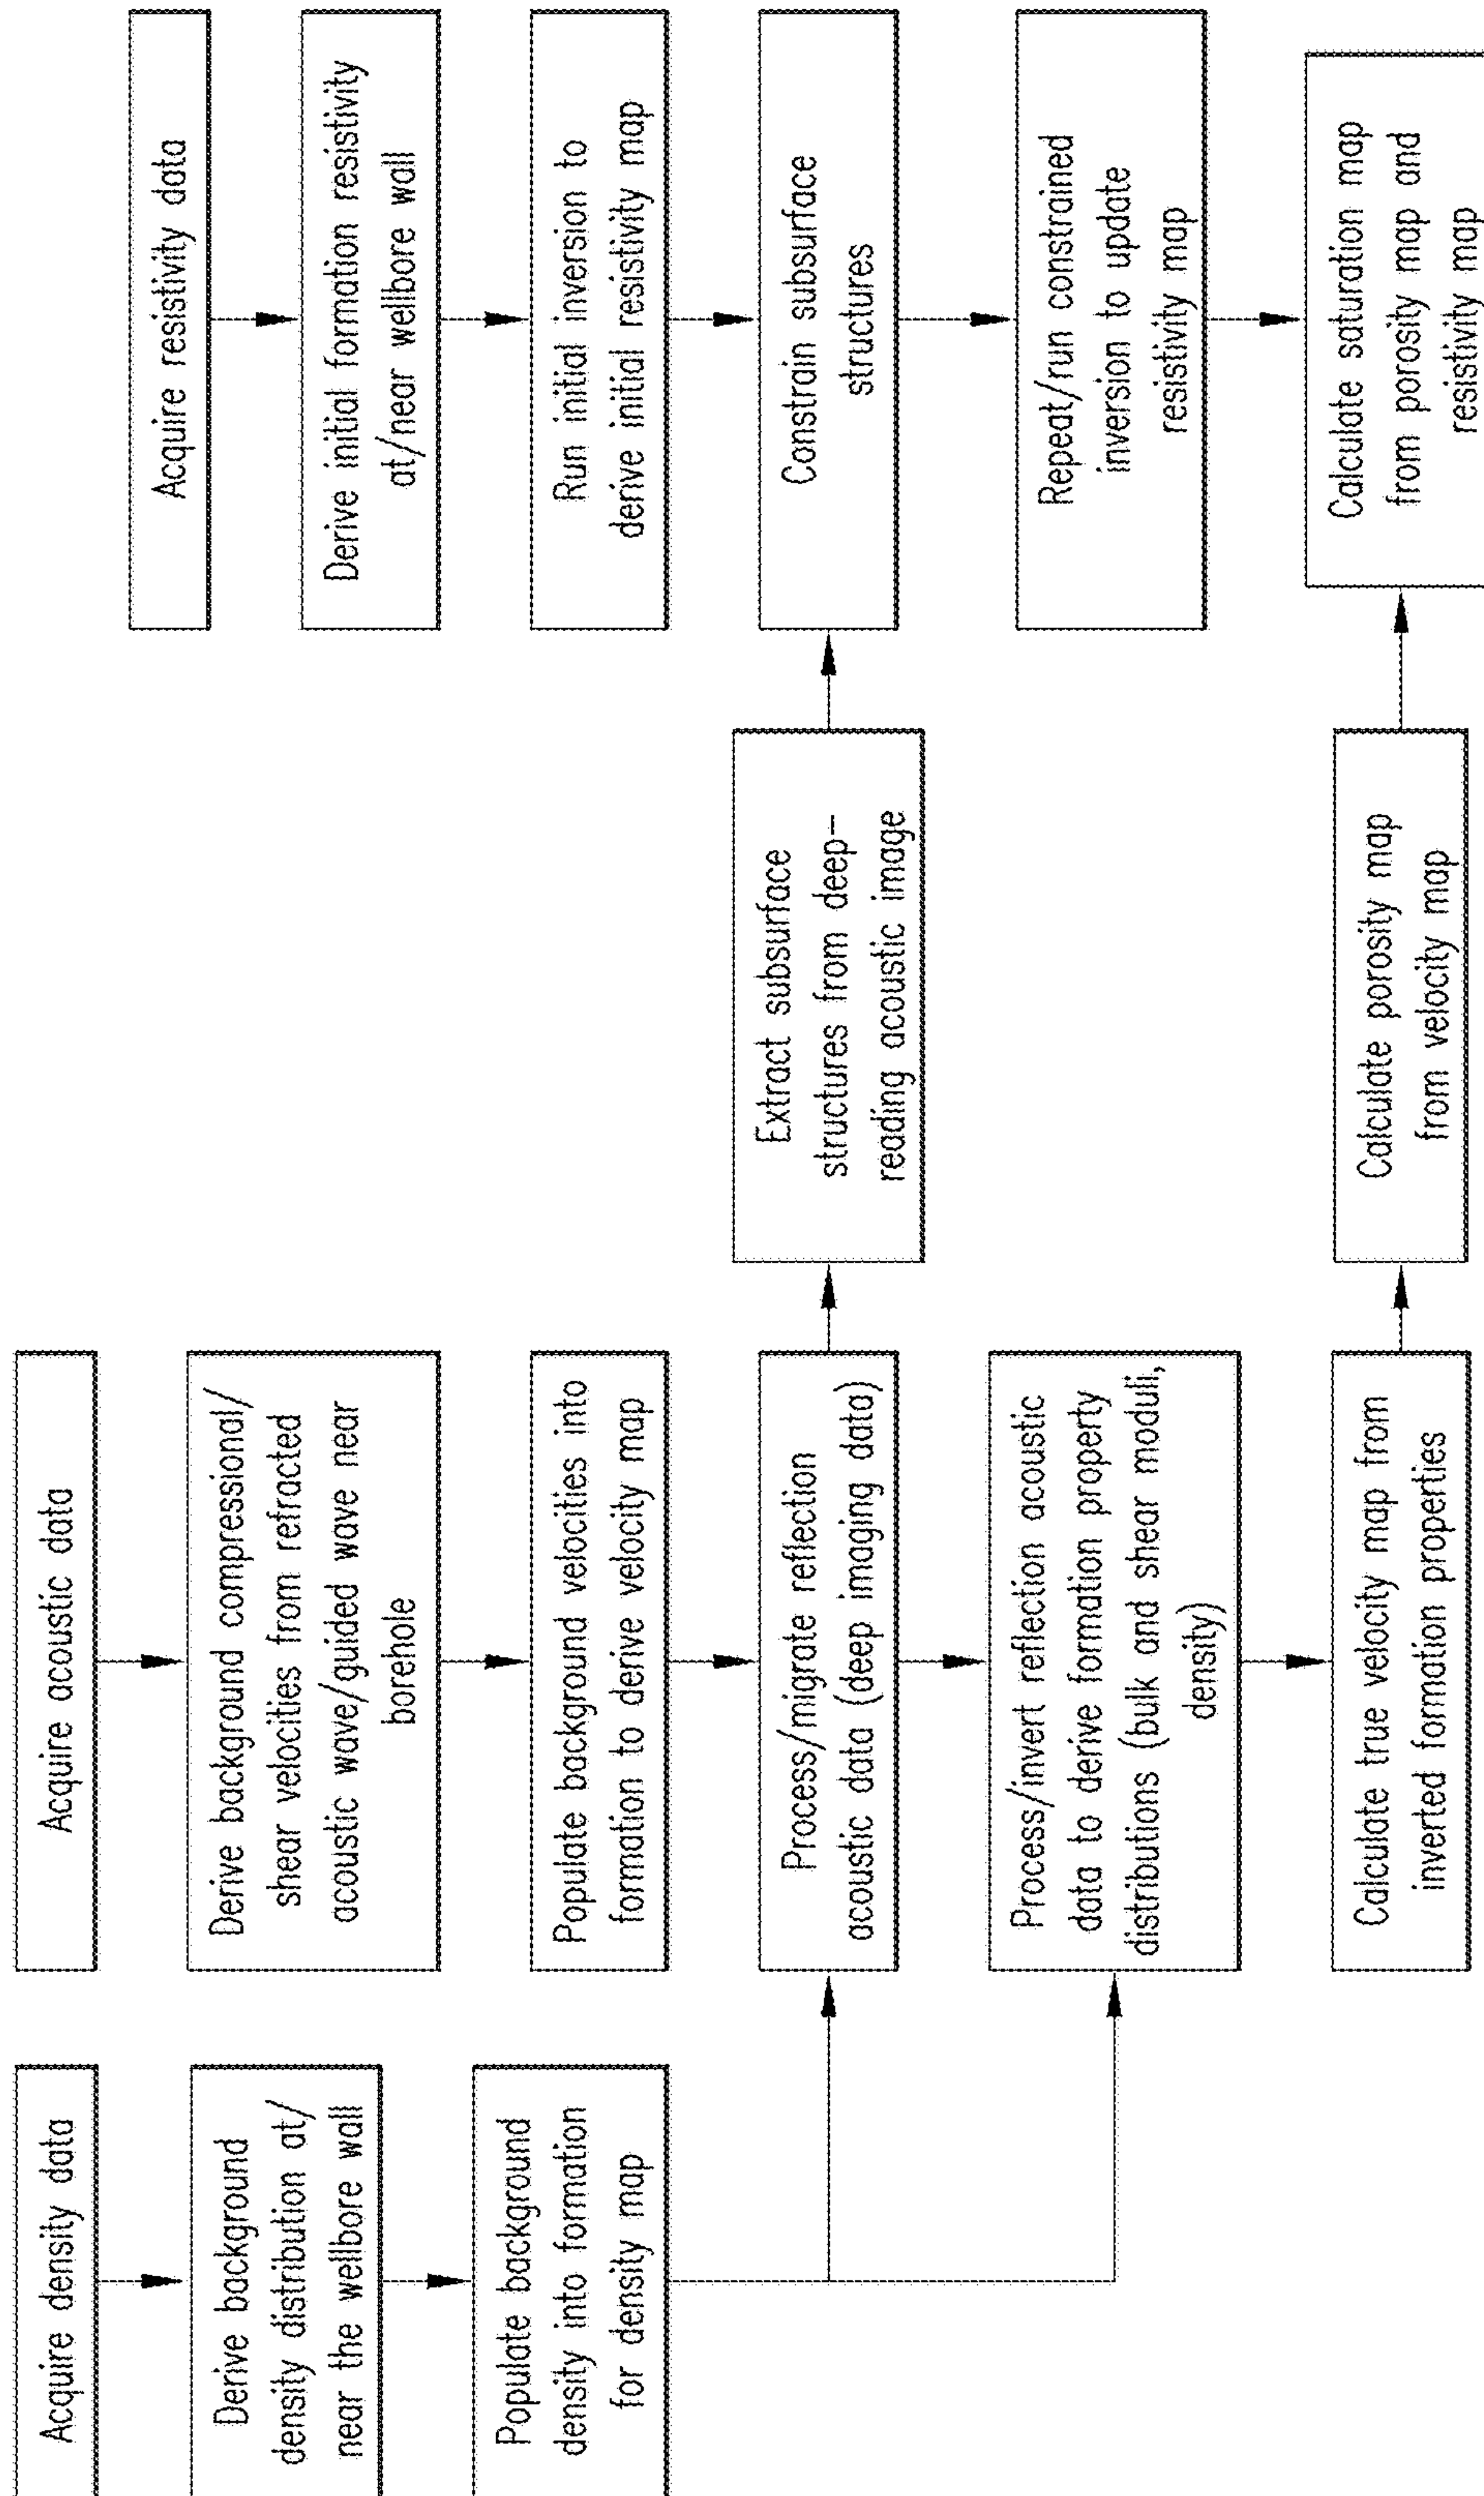 Acquire density data
Derive background
density distribution at/
near the wellbore wall
Populate background
density into formation
for density map
Acquire acoustic data
Derive background compressional/
shear velocities from refracted
acoustic wave/guided wave near
borehole
Populate background velocities into
formation to derive velocity map
Process/migrate reflection
acoustic data (deep imaging data)
Process/invert reflection acoustic
data to derive formation property
distributions (bulk and shear moduli,
density)
Calculate true velocity map from
inverted formation properties
Extract subsurface
structures from deep-
reading acoustic image
Calculate porosity map
from velocity map
Acquire resistivity data
Derive initial formation resistivity
at/near wellbore wall
Run initial inversion to
derive initial resistivity map
Constrain subsurface
structures
Repeat/run constrained
inversion to update
resistivity map
Calculate saturation map
from porosity map and
resistivity map